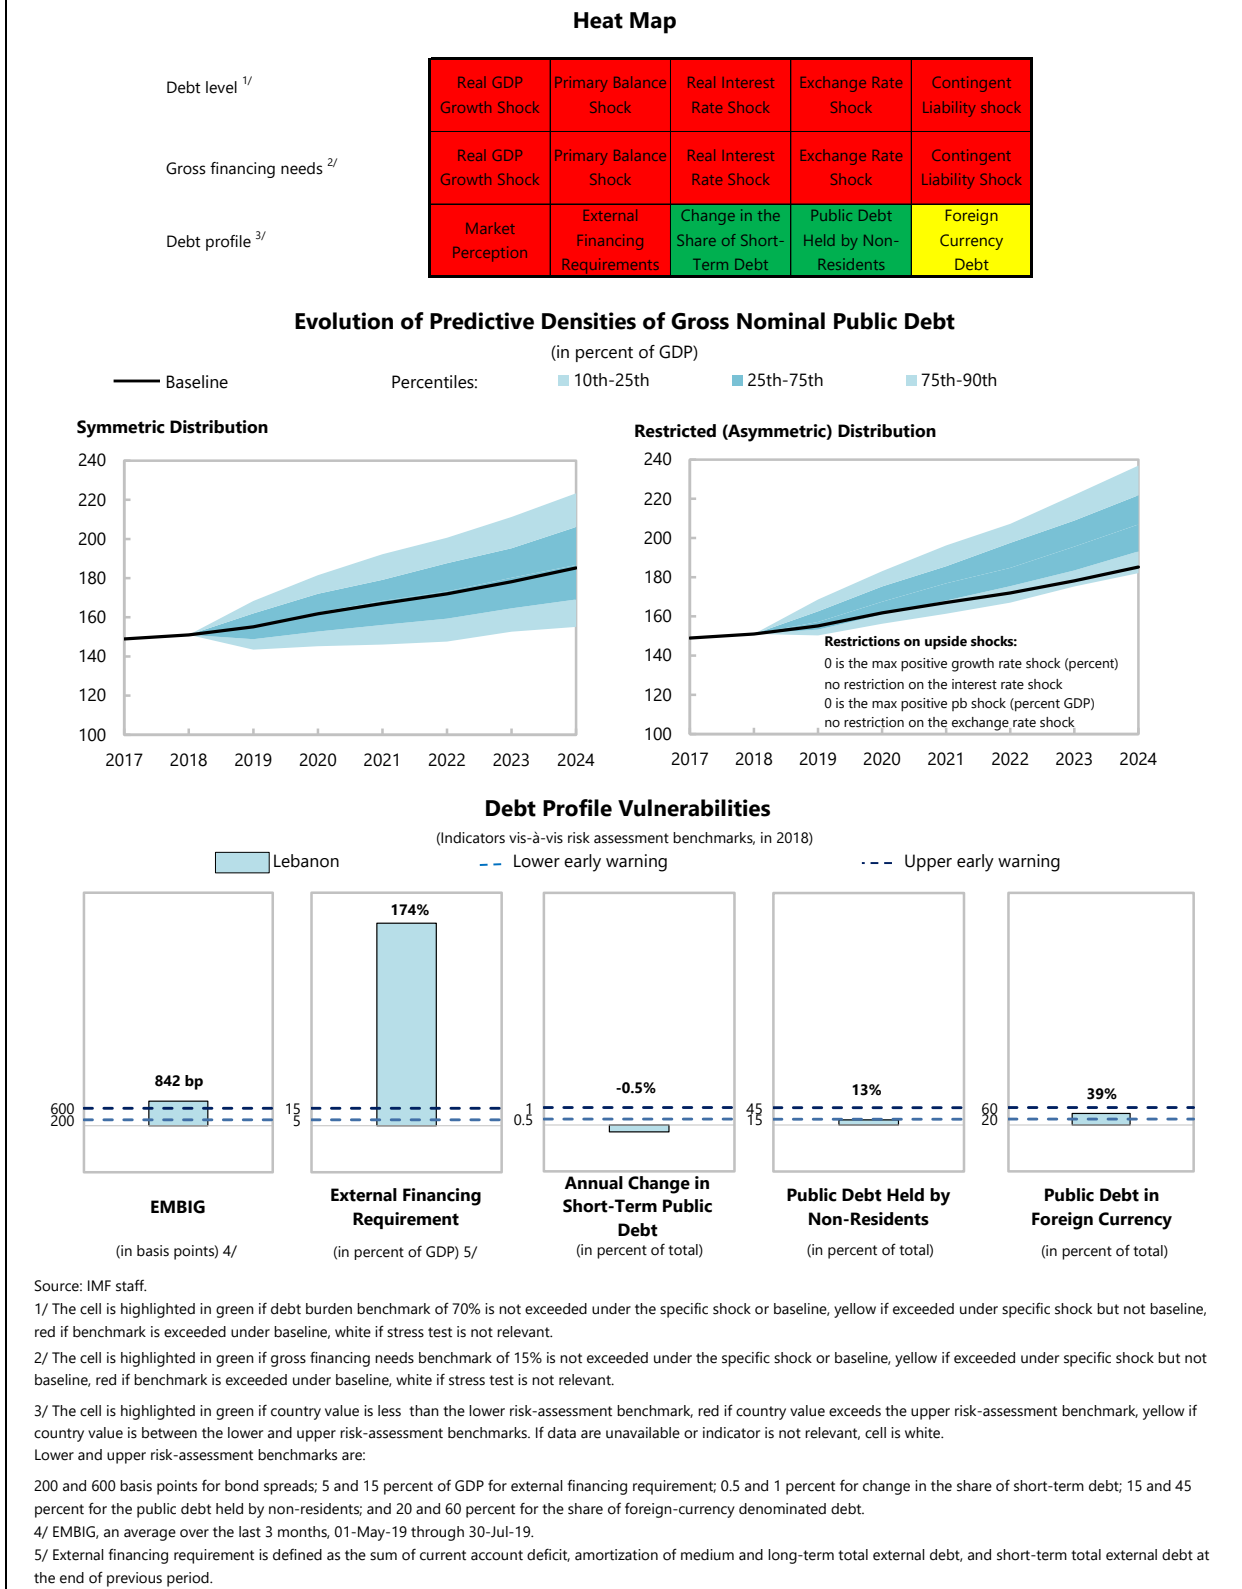 Heat Map
Debt level 1/
Real GDP Growth Shock
Primary Balance Shock
Real Interest Rate Shock
Exchange Rate Shock
Contingent Liability shock
Gross financing needs 2/
Real GDP Growth Shock
Primary Balance Shock
Real Interest Rate Shock
Exchange Rate Shock
Contingent Liability Shock
Debt profile 3/
Market Perception
External Financing Requirements
Change in the Share of Short-Term Debt
Public Debt Held by Non-Residents
Foreign Currency Debt
Evolution of Predictive Densities of Gross Nominal Public Debt
(in percent of GDP)
Baseline
Percentiles:
10th-25th
25th-75th
75th-90th
Symmetric Distribution
240
220
200
180
160
140
120
100
2017 2018 2019 2020 2021 2022 2023 2024
Restricted (Asymmetric) Distribution
240
220
200
180
160
140
120
100
Restrictions on upside shocks:
0 is the max positive growth rate shock (percent)
no restriction on the interest rate shock
0 is the max positive pb shock (percent GDP)
no restriction on the exchange rate shock
2017 2018 2019 2020 2021 2022 2023 2024
Debt Profile Vulnerabilities
(Indicators vis-à-vis risk assessment benchmarks, in 2018)
Lebanon
Lower early warning
Upper early warning
842 bp
600
200
EMBIG
(in basis points) 4/
174%
15
5
External Financing
Requirement
(in percent of GDP) 5/
-0.5%
1
0.5
Annual Change in
Short-Term Public
Debt
(in percent of total)
13%
45
15
Public Debt Held by
Non-Residents
(in percent of total)
39%
60
20
Public Debt in
Foreign Currency
(in percent of total)
Source: IMF staff.
1/ The cell is highlighted in green if debt burden benchmark of 70% is not exceeded under the specific shock or baseline, yellow if exceeded under specific shock but not baseline,
red if benchmark is exceeded under baseline, white if stress test is not relevant.
2/ The cell is highlighted in green if gross financing needs benchmark of 15% is not exceeded under the specific shock or baseline, yellow if exceeded under specific shock but not
baseline, red if benchmark is exceeded under baseline, white if stress test is not relevant.
3/ The cell is highlighted in green if country value is less than the lower risk-assessment benchmark, red if country value exceeds the upper risk-assessment benchmark, yellow if
country value is between the lower and upper risk-assessment benchmarks. If data are unavailable or indicator is not relevant, cell is white.
Lower and upper risk-assessment benchmarks are:
200 and 600 basis points for bond spreads; 5 and 15 percent of GDP for external financing requirement; 0.5 and 1 percent for change in the share of short-term debt; 15 and 45
percent for the public debt held by non-residents; and 20 and 60 percent for the share of foreign-currency denominated debt.
4/ EMBIG, an average over the last 3 months, 01-May-19 through 30-Jul-19.
5/ External financing requirement is defined as the sum of current account deficit, amortization of medium and long-term total external debt, and short-term total external debt at
the end of previous period.